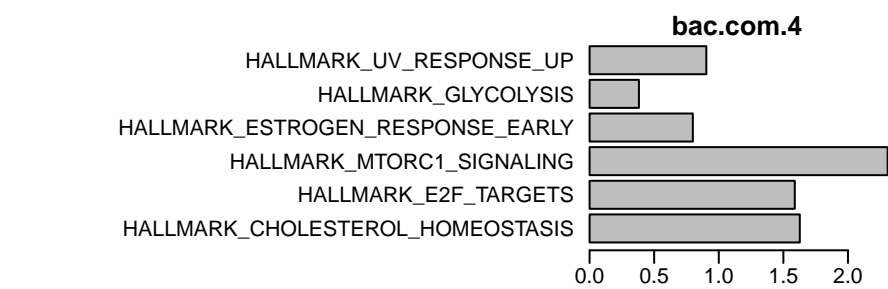 bac.com.4
HALLMARK_UV_RESPONSE_UP
HALLMARK_GLYCOLYSIS
HALLMARK_ESTROGEN_RESPONSE_EARLY
HALLMARK_MTORC1_SIGNALING
HALLMARK_E2F_TARGETS
HALLMARK_CHOLESTEROL_HOMEOSTASIS
0.0 0.5 1.0 1.5 2.0